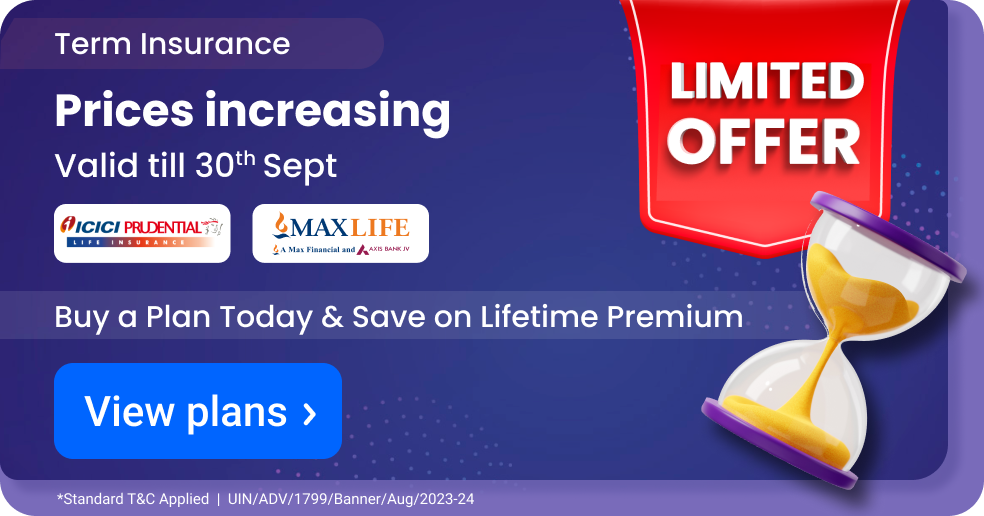 Term Insurance
Prices increasing
Valid till 30th Sept
ICICI PRUDENTIAL
LIFE INSURANCE
MAX LIFE
A Max Financial and AXIS BANK JV
Buy a Plan Today & Save on Lifetime Premium
View plans ›
LIMITED
OFFER
*Standard T&C Applied | UIN/ADV/1799/Banner/Aug/2023-24